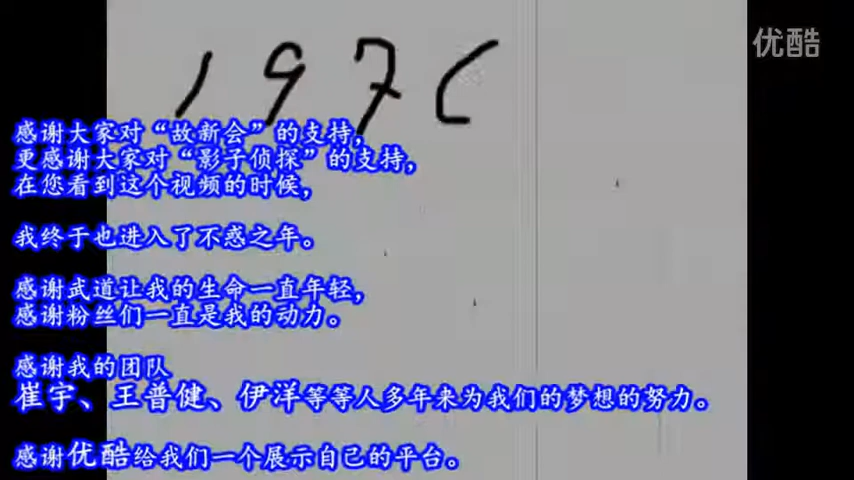 优酷
197C
感谢大家对“故新会”的支持，
更感谢大家对“影子侦探”的支持，
在您看到这个视频的时候，
我终于也进入了不惑之年。
感谢武道让我的生命一直年轻，
感谢粉丝们一直是我的动力。
感谢我的团队
崔宇、王普健、伊洋等等人多年来为我们的梦想的努力。
感谢优酷给我们一个展示自己的平台。